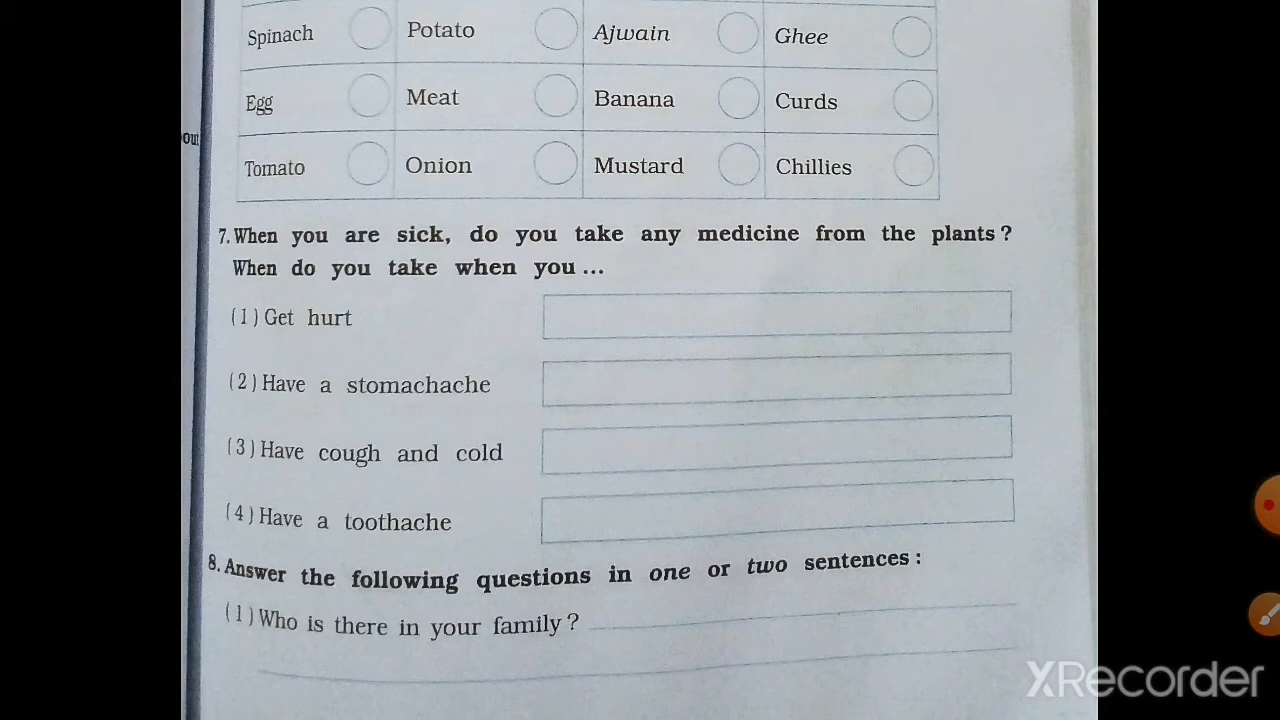 Spinach Potato Ajwain Ghee
Egg Meat Banana Curds
out
Tomato Onion Mustard Chillies
7. When you are sick, do you take any medicine from the plants?
When do you take when you ...
(1) Get hurt
(2) Have a stomachache
(3) Have cough and cold
(4) Have a toothache
8. Answer the following questions in one or two sentences :
(1) Who is there in your family?
XRecorder